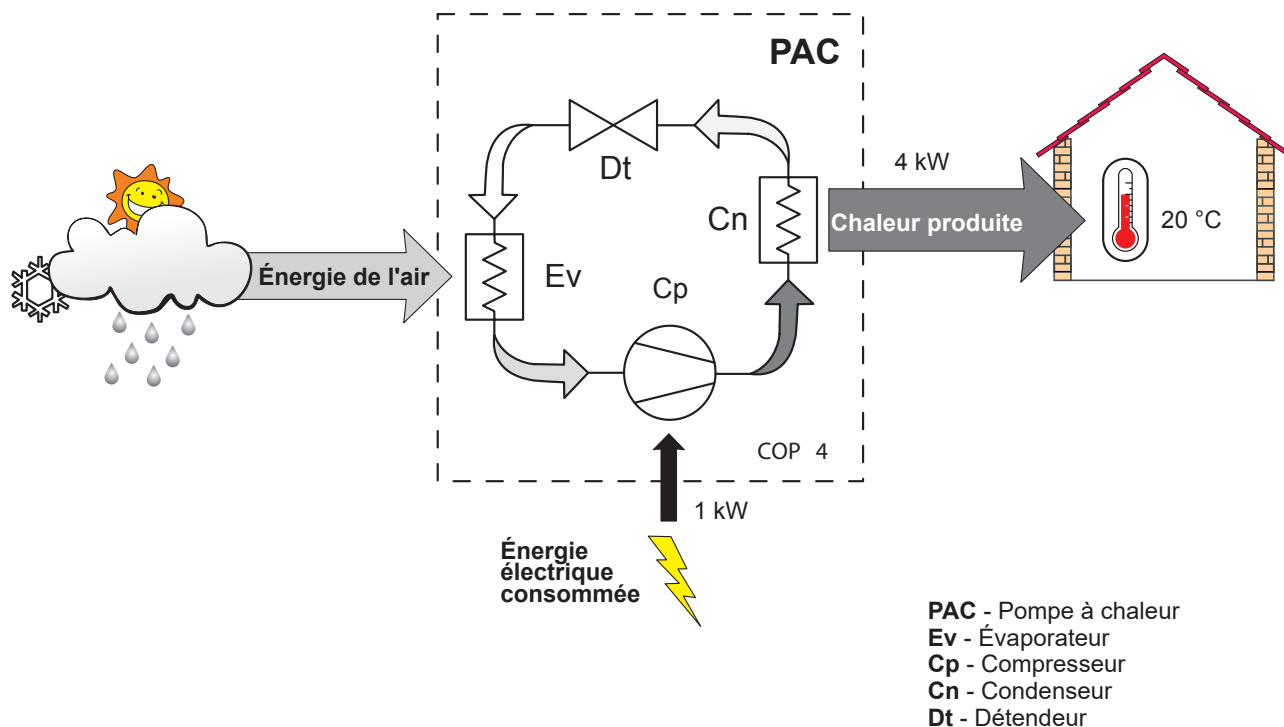 PAC
Dt
4 kW
Cn
Chaleur produite
20 °C
Énergie de l'air
Ev
Cp
COP 4
1 kW
Énergie
électrique
consommée
PAC - Pompe à chaleur
Ev - Évaporateur
Cp - Compresseur
Cn - Condenseur
Dt - Détendeur